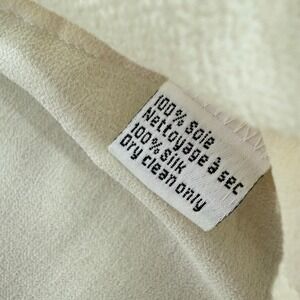 100% Soie
Nettoyage à sec
100% Silk
Dry clean only